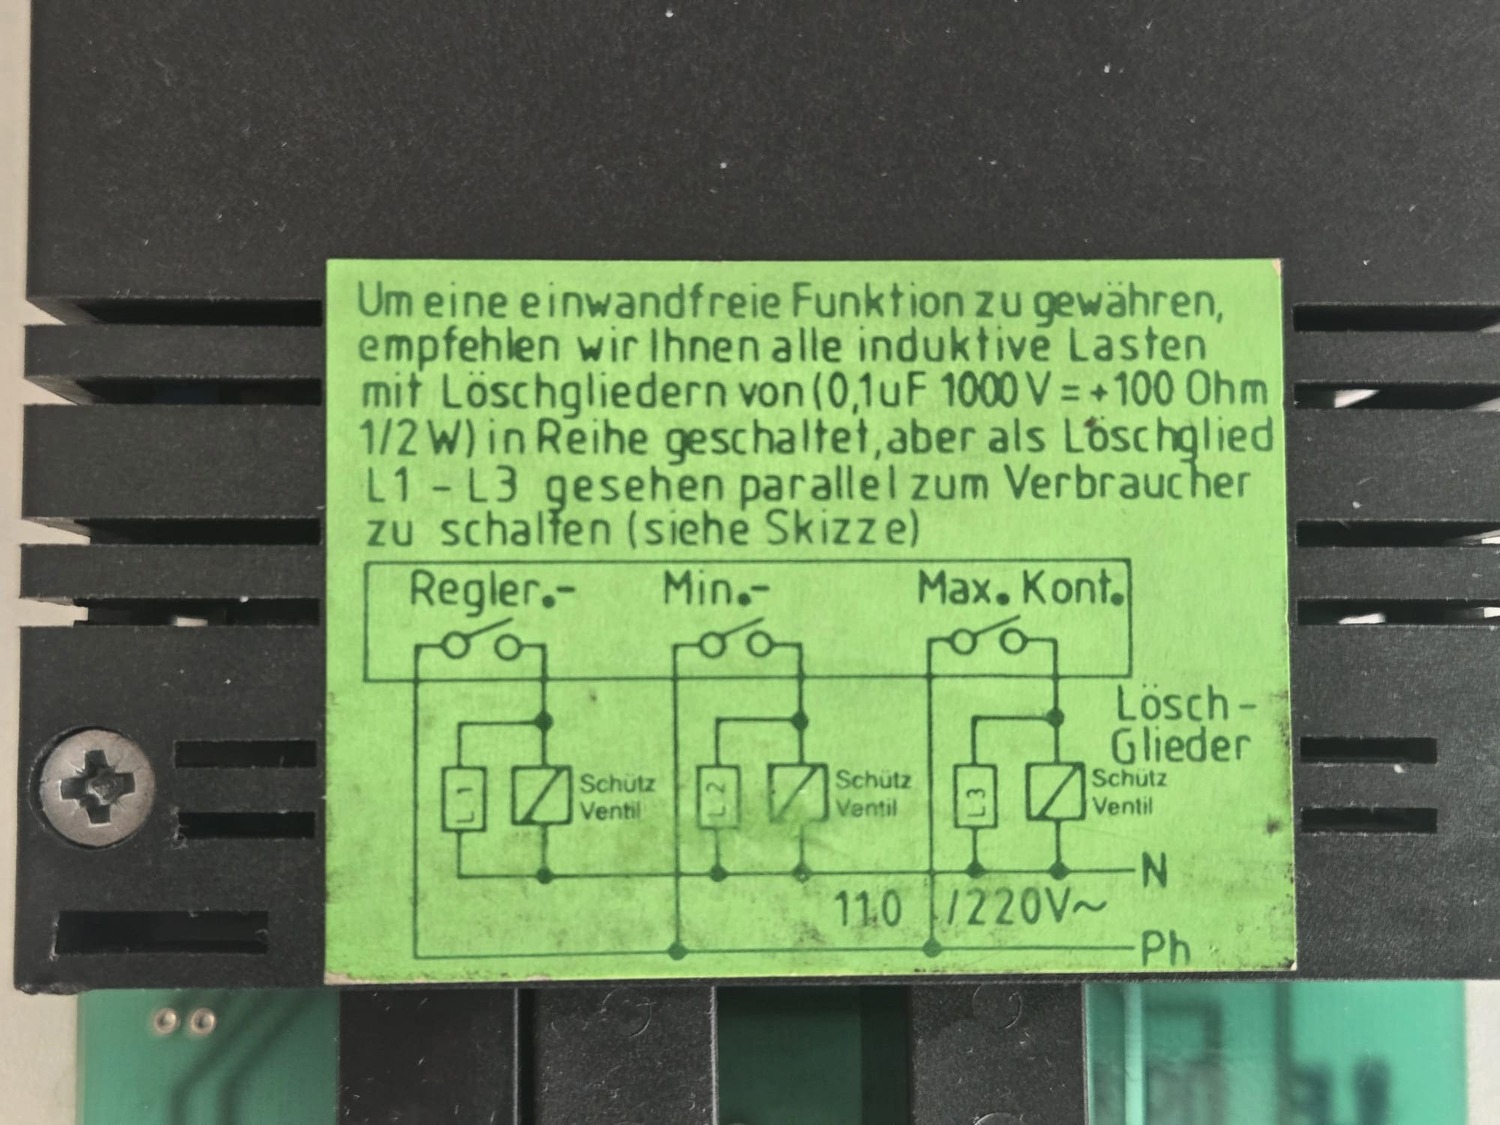 Um eine einwandfreie Funktion zu gewähren,
empfehlen wir Ihnen alle induktive Lasten
mit Löschgliedern von (0,1uF 1000 V = +100 Ohm
1/2 W) in Reihe geschaltet, aber als Löschglied
L1 - L3 gesehen parallel zum Verbraucher
zu schalten (siehe Skizze)
Regler.- Min.- Max. Kont.
Lösch-
Glieder
L1 Schütz Ventil L2 Schütz Ventil L3 Schütz Ventil
N
110 /220V~
Ph